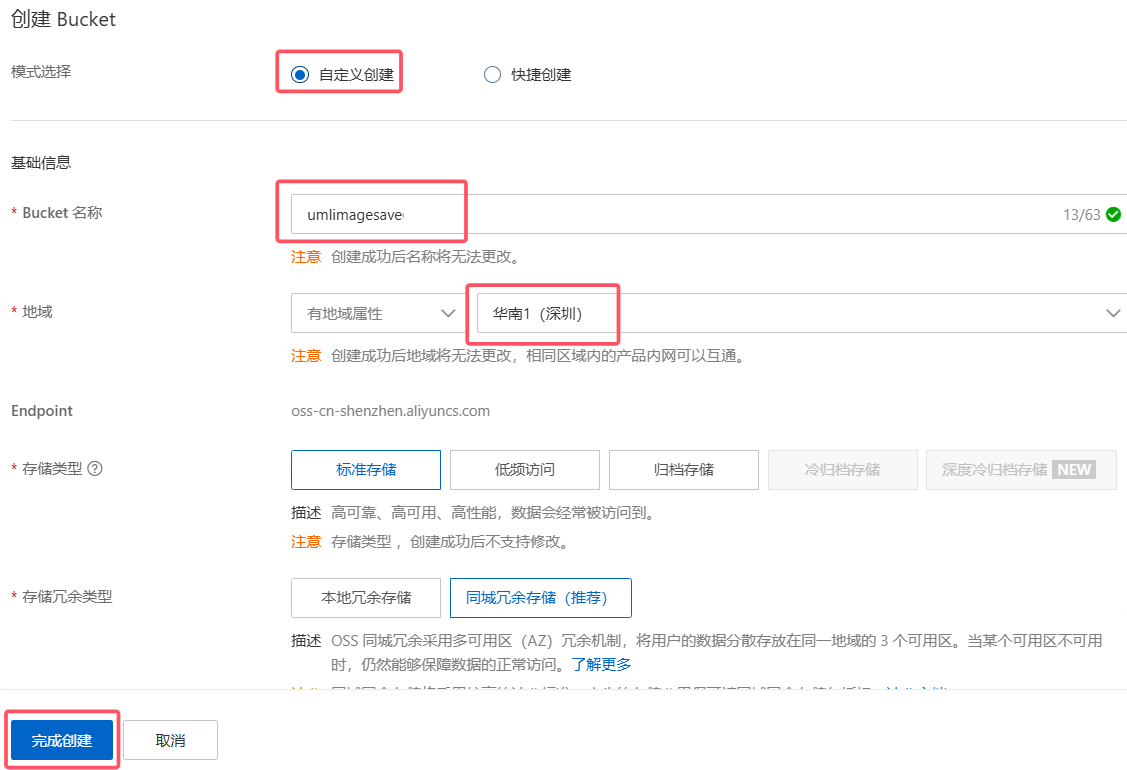 创建 Bucket
模式选择
自定义创建
快捷创建
基础信息
* Bucket 名称
umlimagesave
13/63
注意 创建成功后名称将无法更改。
* 地域
有地域属性
华南1（深圳）
注意 创建成功后地域将无法更改，相同区域内的产品内网可以互通。
Endpoint
oss-cn-shenzhen.aliyuncs.com
* 存储类型 ?
标准存储
低频访问
归档存储
冷归档存储
深度冷归档存储 NEW
描述 高可靠、高可用、高性能，数据会经常被访问到。
注意 存储类型 ，创建成功后不支持修改。
* 存储冗余类型
本地冗余存储
同城冗余存储（推荐）
描述 OSS 同城冗余采用多可用区（AZ）冗余机制，将用户的数据分散存放在同一地域的 3 个可用区。当某个可用区不可用
时，仍然能够保障数据的正常访问。了解更多
完成创建
取消